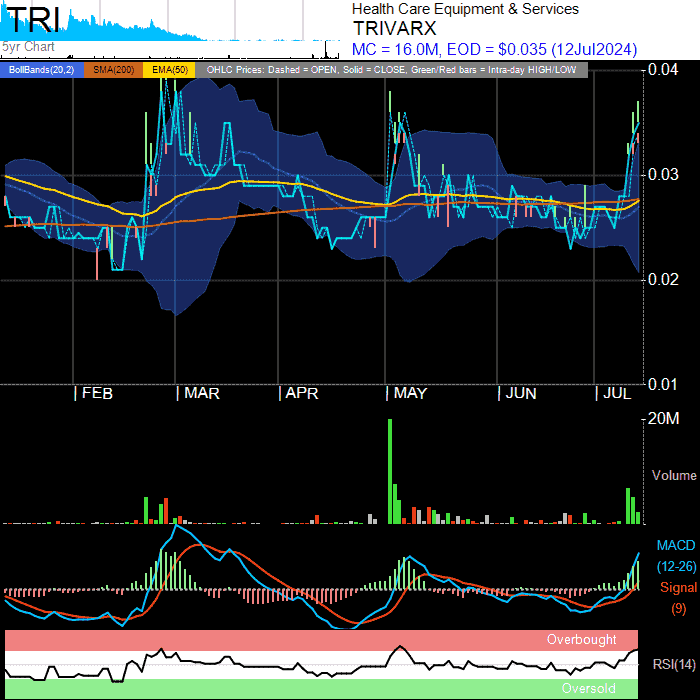 TRI
5yr Chart
Health Care Equipment & Services
TRIVARX
MC = 16.0M, EOD = $0.035 (12Jul2024)
BollBands(20,2) SMA(200) EMA(50) OHLC Prices: Dashed = OPEN, Solid = CLOSE, Green/Red bars = Intra-day HIGH/LOW
0.04
0.03
0.02
0.01
| FEB | MAR | APR | MAY | JUN | JUL
20M
Volume
MACD
(12-26)
Signal
(9)
Overbought
RSI(14)
Oversold